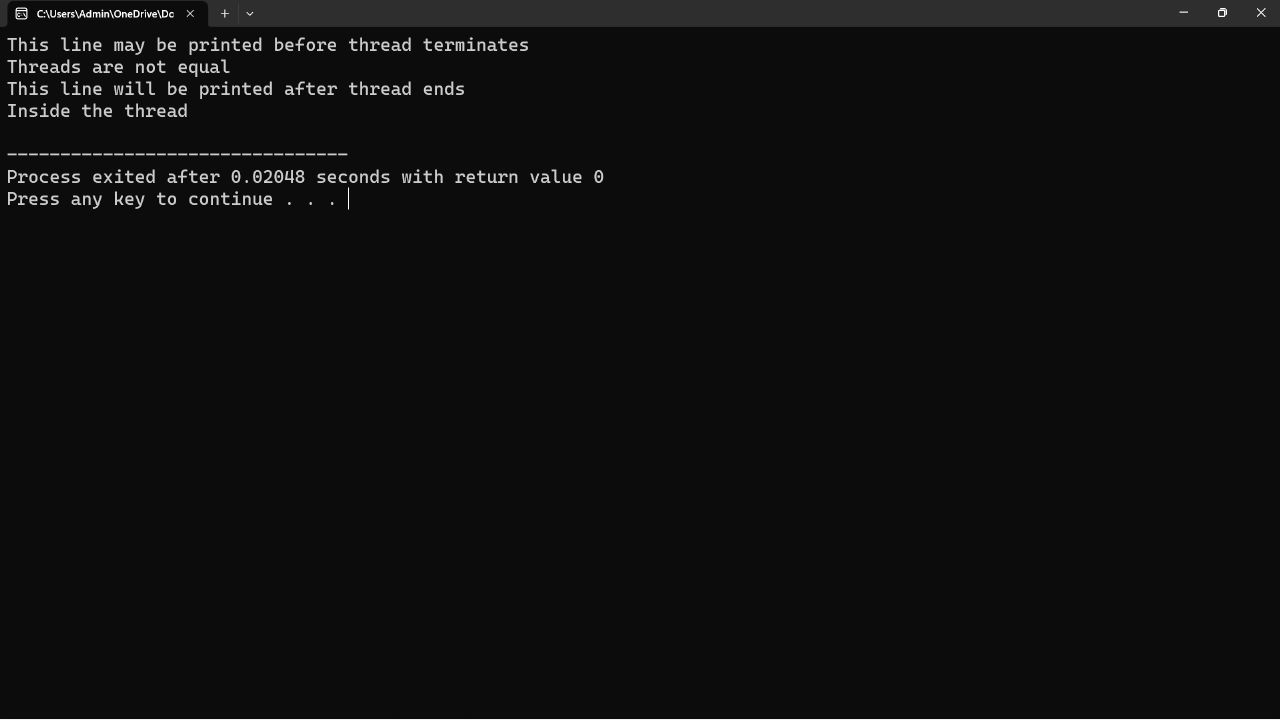 C:\Users\Admin\OneDrive\Dc
This line may be printed before thread terminates
Threads are not equal
This line will be printed after thread ends
Inside the thread
--------------------------------
Process exited after 0.02048 seconds with return value 0
Press any key to continue . . .